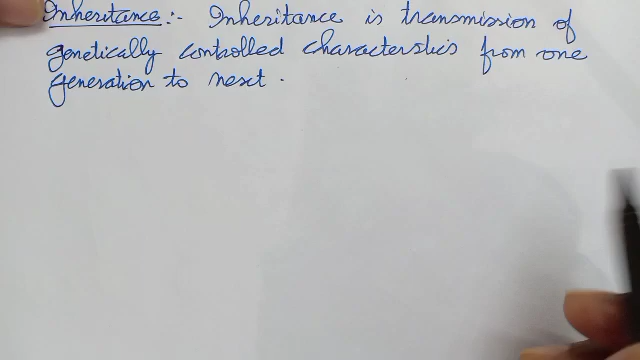 Inheritance :- Inheritance is transmission of
genetically controlled characterstics from one
generation to next .